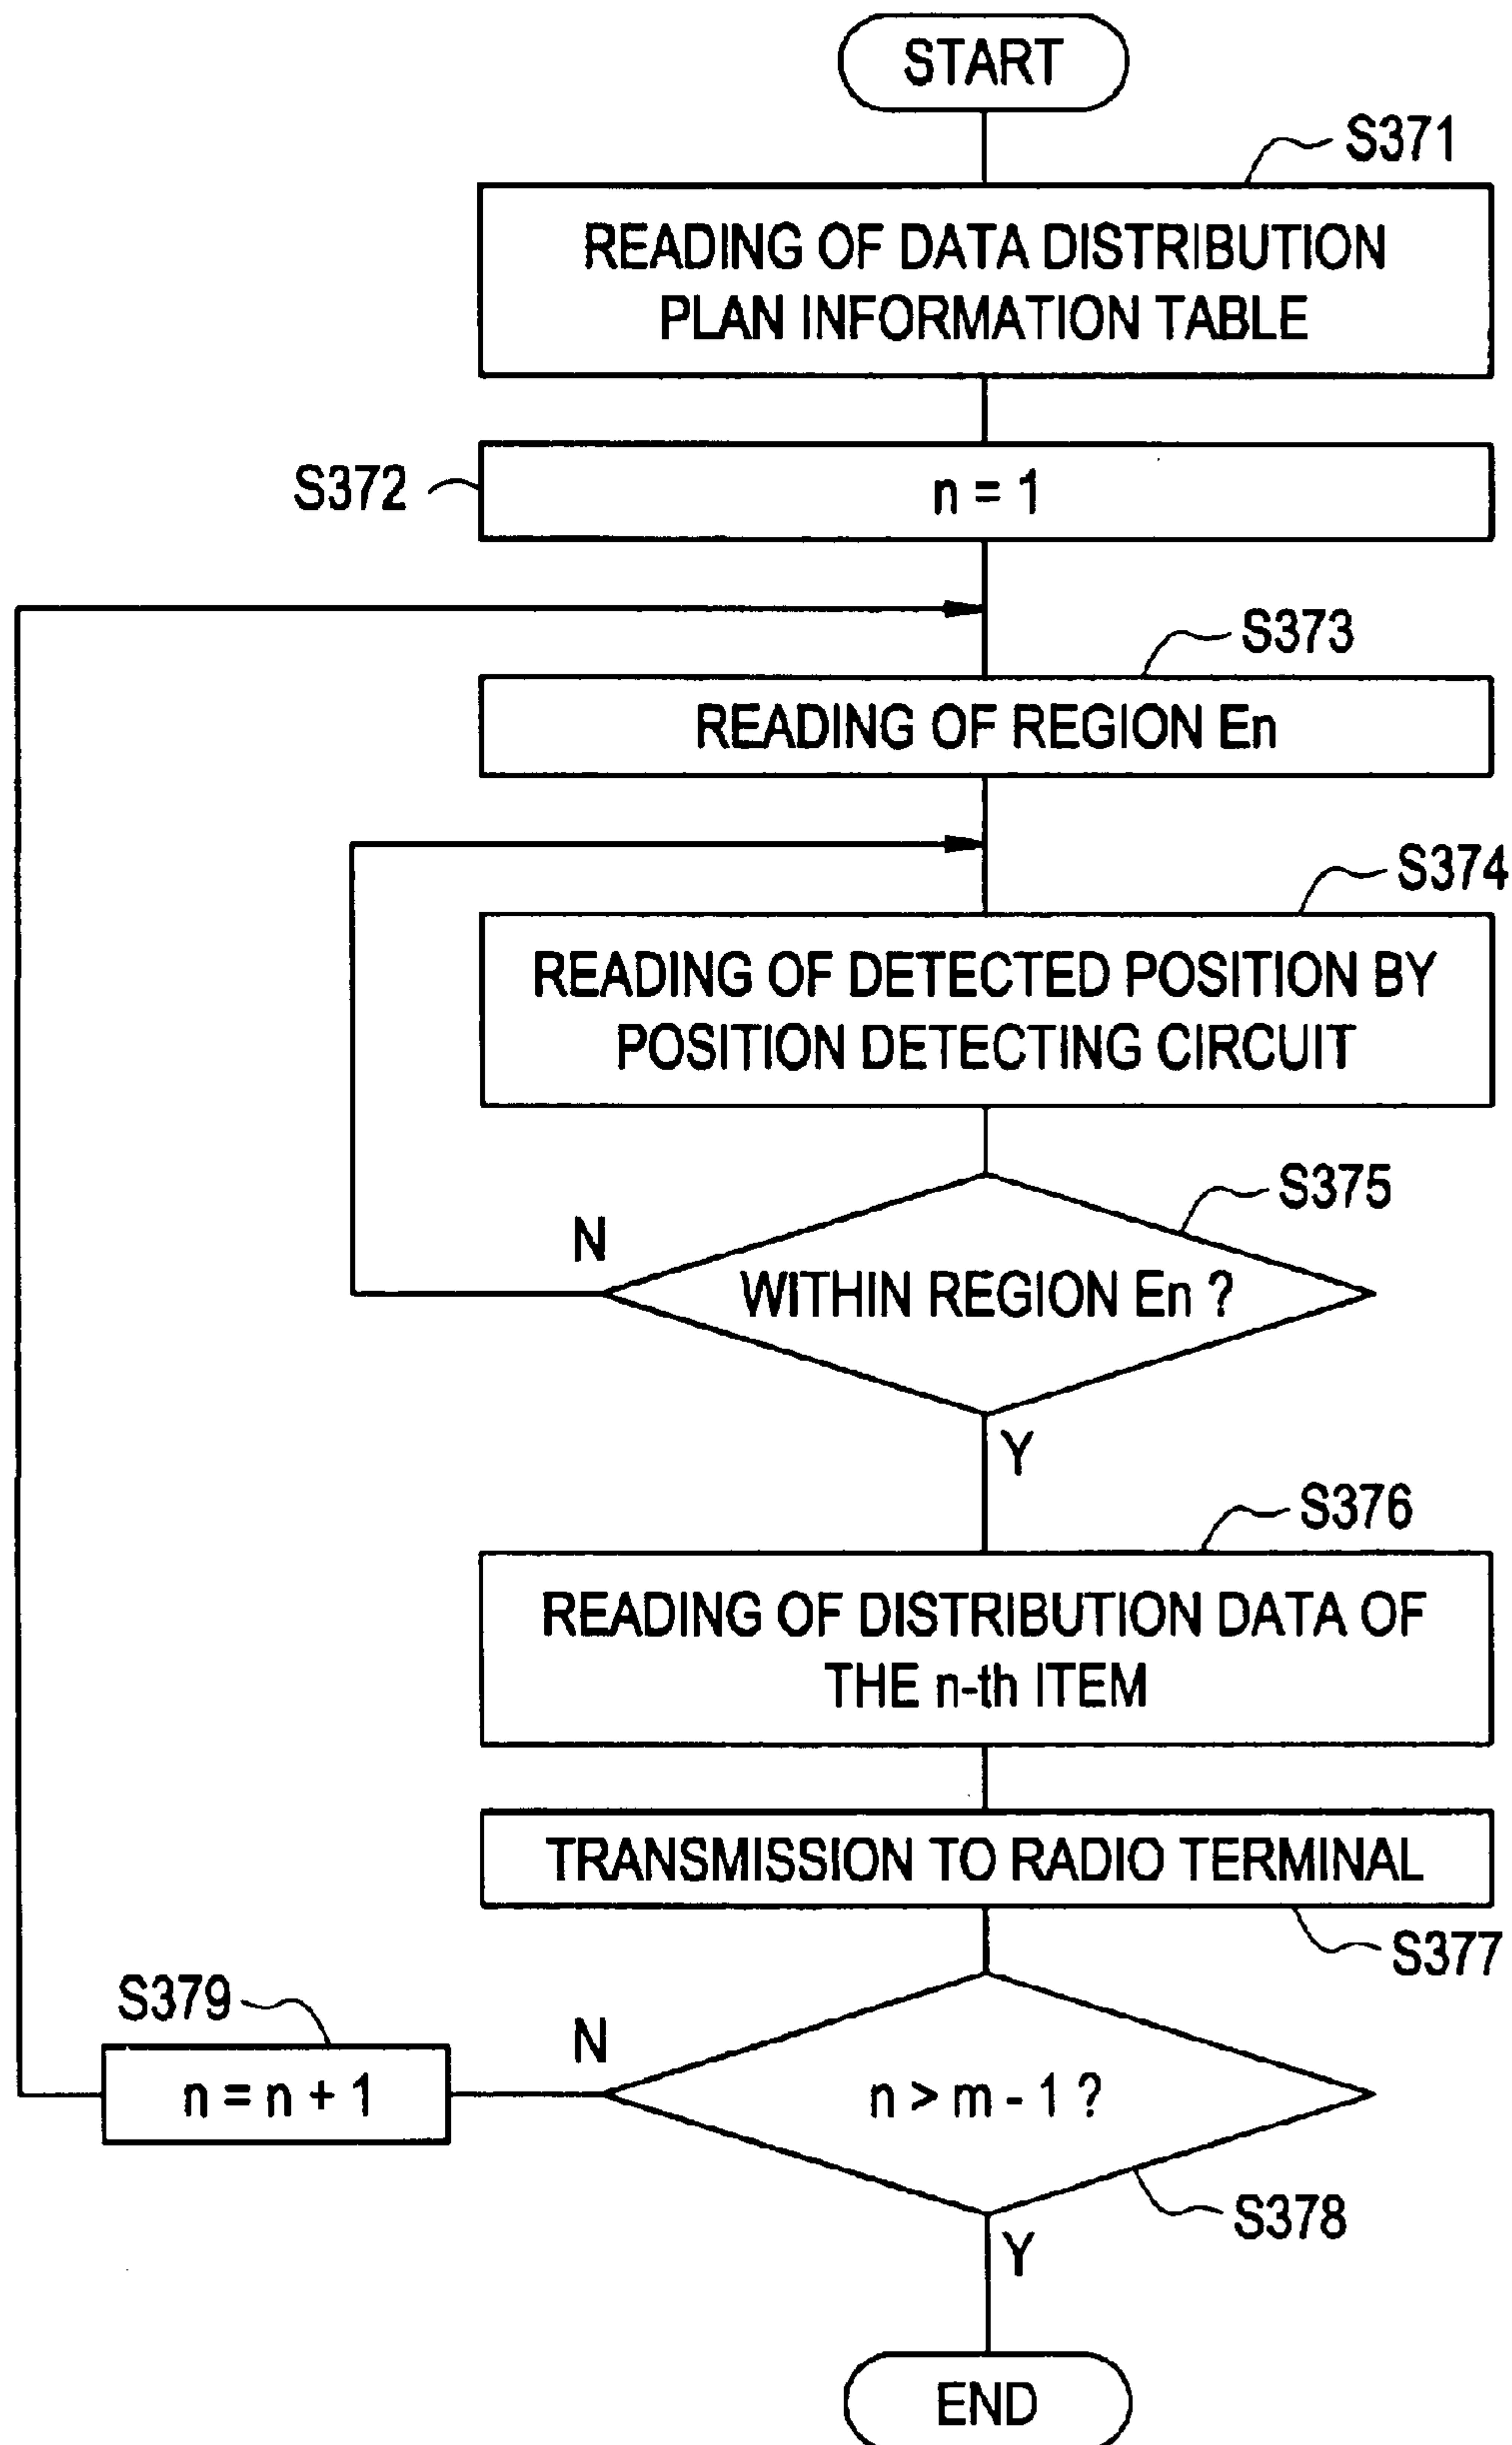 START
S371
READING OF DATA DISTRIBUTION
PLAN INFORMATION TABLE
S372
n = 1
S373
READING OF REGION En
S374
READING OF DETECTED POSITION BY
POSITION DETECTING CIRCUIT
S375
N
WITHIN REGION En ?
Y
S376
READING OF DISTRIBUTION DATA OF
THE n-th ITEM
TRANSMISSION TO RADIO TERMINAL
S377
S379
N
n = n + 1
n > m - 1 ?
S378
Y
END